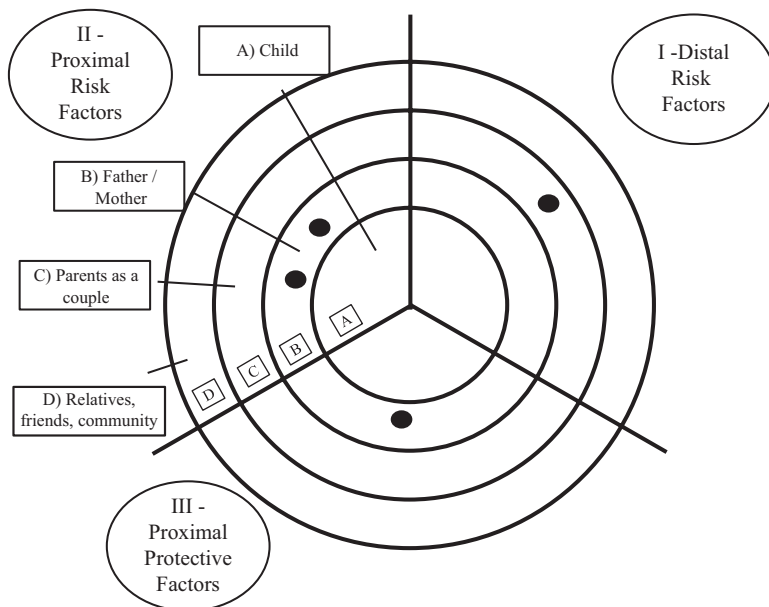 II -
Proximal
Risk
Factors
A) Child
I -Distal
Risk
Factors
B) Father /
Mother
C) Parents as a
couple
D) Relatives,
friends, community
A
B
C
D
III -
Proximal
Protective
Factors